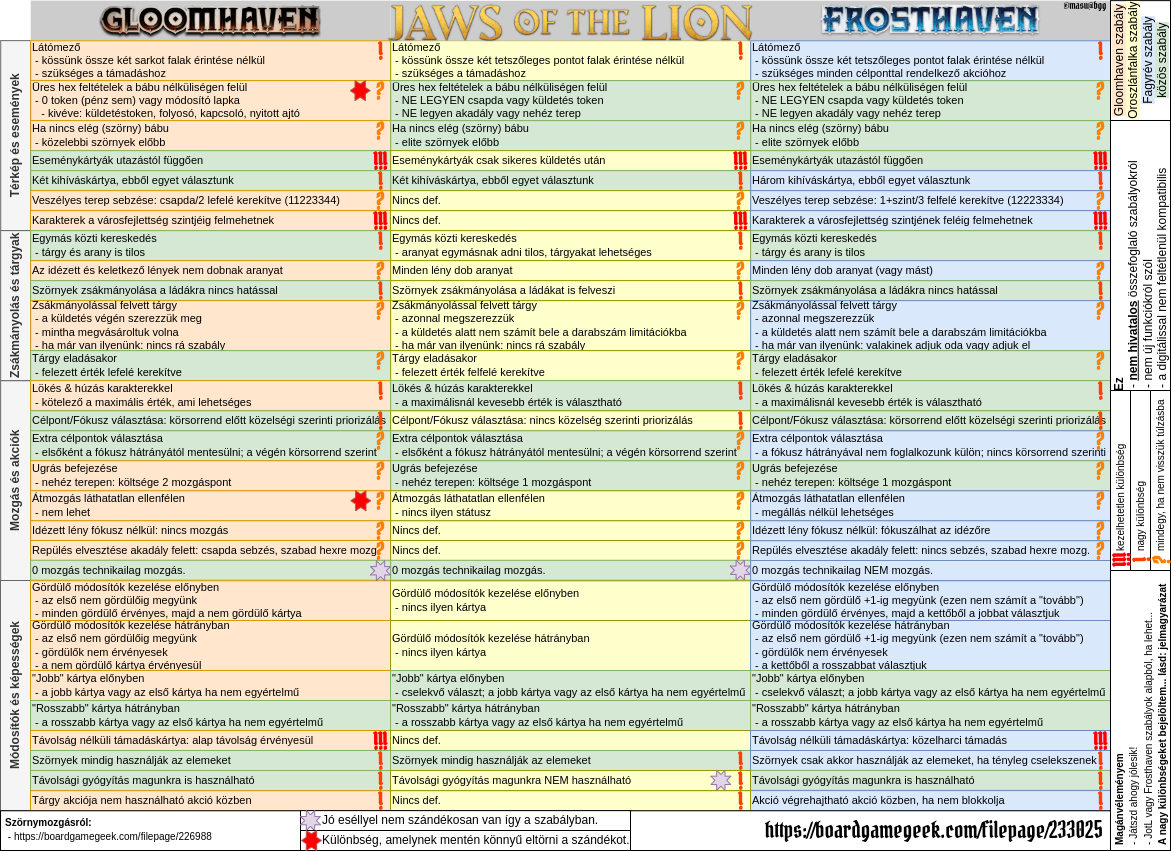 GLOOMHAVEN
JAWS OF THE LION
FROSTHAVEN
@masu@bgg
Gloomhaven szabály
Oroszlánfalka szabály
Fagyrév szabály
közös szabály
Térkép és események
Látómező
- kössünk össze két sarkot falak érintése nélkül
- szükséges a támadáshoz
Látómező
- kössünk össze két tetszőleges pontot falak érintése nélkül
- szükséges a támadáshoz
Látómező
- kössünk össze két tetszőleges pontot falak érintése nélkül
- szükséges minden célponttal rendelkező akcióhoz
Üres hex feltételek a bábu nélküliségen felül
- 0 token (pénz sem) vagy módosító lapka
- kivéve: küldetéstoken, folyosó, kapcsoló, nyitott ajtó
Üres hex feltételek a bábu nélküliségen felül
- NE LEGYEN csapda vagy küldetés token
- NE legyen akadály vagy nehéz terep
Üres hex feltételek a bábu nélküliségen felül
- NE LEGYEN csapda vagy küldetés token
- NE legyen akadály vagy nehéz terep
Ha nincs elég (szörny) bábu
- közelebbi szörnyek előbb
Ha nincs elég (szörny) bábu
- elite szörnyek előbb
Ha nincs elég (szörny) bábu
- elite szörnyek előbb
Eseménykártyák utazástól függően
Eseménykártyák csak sikeres küldetés után
Eseménykártyák utazástól függően
Két kihíváskártya, ebből egyet választunk
Két kihíváskártya, ebből egyet választunk
Három kihíváskártya, ebből egyet választunk
Veszélyes terep sebzése: csapda/2 lefelé kerekítve (11223344)
Nincs def.
Veszélyes terep sebzése: 1+szint/3 felfelé kerekítve (12223334)
Karakterek a városfejlettség szintjéig felmehetnek
Nincs def.
Karakterek a városfejlettség szintjének feléig felmehetnek
Zsákmányolás és tárgyak
Egymás közti kereskedés
- tárgy és arany is tilos
Egymás közti kereskedés
- aranyat egymásnak adni tilos, tárgyakat lehetséges
Egymás közti kereskedés
- tárgy és arany is tilos
Az idézett és keletkező lények nem dobnak aranyat
Minden lény dob aranyat
Minden lény dob aranyat (vagy mást)
Szörnyek zsákmányolása a ládákra nincs hatással
Szörnyek zsákmányolása a ládákat is felveszi
Szörnyek zsákmányolása a ládákra nincs hatással
Zsákmányolással felvett tárgy
- a küldetés végén szerezzük meg
- mintha megvásároltuk volna
- ha már van ilyenünk: nincs rá szabály
Zsákmányolással felvett tárgy
- azonnal megszerezzük
- a küldetés alatt nem számít bele a darabszám limitációkba
- ha már van ilyenünk: nincs rá szabály
Zsákmányolással felvett tárgy
- azonnal megszerezzük
- a küldetés alatt nem számít bele a darabszám limitációkba
- ha már van ilyenünk: valakinek adjuk oda vagy adjuk el
Tárgy eladásakor
- felezett érték lefelé kerekítve
Tárgy eladásakor
- felezett érték felfelé kerekítve
Tárgy eladásakor
- felezett érték lefelé kerekítve
Mozgás és akciók
Lökés & húzás karakterekkel
- kötelező a maximális érték, ami lehetséges
Lökés & húzás karakterekkel
- a maximálisnál kevesebb érték is választható
Lökés & húzás karakterekkel
- a maximálisnál kevesebb érték is választható
Célpont/Fókusz választása: körsorrend előtt közelségi szerinti priorizálás
Célpont/Fókusz választása: nincs közelség szerinti priorizálás
Célpont/Fókusz választása: körsorrend előtt közelségi szerinti priorizálás
Extra célpontok választása
- elsőként a fókusz hátrányától mentesülni; a végén körsorrend szerint
Extra célpontok választása
- elsőként a fókusz hátrányától mentesülni; a végén körsorrend szerint
Extra célpontok választása
- a fókusz hátrányával nem foglalkozunk külön; nincs körsorrend szerinti
Ugrás befejezése
- nehéz terepen: költsége 2 mozgáspont
Ugrás befejezése
- nehéz terepen: költsége 1 mozgáspont
Ugrás befejezése
- nehéz terepen: költsége 1 mozgáspont
Átmozgás láthatatlan ellenfélen
- nem lehet
Átmozgás láthatatlan ellenfélen
- nincs ilyen státusz
Átmozgás láthatatlan ellenfélen
- megállás nélkül lehetséges
Idézett lény fókusz nélkül: nincs mozgás
Nincs def.
Idézett lény fókusz nélkül: fókuszálhat az idézőre
Repülés elvesztése akadály felett: csapda sebzés, szabad hexre mozg
Nincs def.
Repülés elvesztése akadály felett: nincs sebzés, szabad hexre mozg.
0 mozgás technikailag mozgás.
0 mozgás technikailag mozgás.
0 mozgás technikailag NEM mozgás.
Módosítók és képességek
Gördülő módosítók kezelése előnyben
- az első nem gördülőig megyünk
- minden gördülő érvényes, majd a nem gördülő kártya
Gördülő módosítók kezelése előnyben
- nincs ilyen kártya
Gördülő módosítók kezelése előnyben
- az első nem gördülő +1-ig megyünk (ezen nem számít a "tovább")
- minden gördülő érvényes, majd a kettőből a jobbat választjuk
Gördülő módosítók kezelése hátrányban
- az első nem gördülőig megyünk
- gördülők nem érvényesek
- a nem gördülő kártya érvényesül
Gördülő módosítók kezelése hátrányban
- nincs ilyen kártya
Gördülő módosítók kezelése hátrányban
- az első nem gördülő +1-ig megyünk (ezen nem számít a "tovább")
- gördülők nem érvényesek
- a kettőből a rosszabbat választjuk
"Jobb" kártya előnyben
- a jobb kártya vagy az első kártya ha nem egyértelmű
"Jobb" kártya előnyben
- cselekvő választ; a jobb kártya vagy az első kártya ha nem egyértelmű
"Jobb" kártya előnyben
- cselekvő választ; a jobb kártya vagy az első kártya ha nem egyértelmű
"Rosszabb" kártya hátrányban
- a rosszabb kártya vagy az első kártya ha nem egyértelmű
"Rosszabb" kártya hátrányban
- a rosszabb kártya vagy az első kártya ha nem egyértelmű
"Rosszabb" kártya hátrányban
- a rosszabb kártya vagy az első kártya ha nem egyértelmű
Távolság nélküli támadáskártya: alap távolság érvényesül
Nincs def.
Távolság nélküli támadáskártya: közelharci támadás
Szörnyek mindig használják az elemeket
Szörnyek mindig használják az elemeket
Szörnyek csak akkor használják az elemeket, ha tényleg cselekszenek
Távolsági gyógyítás magunkra is használható
Távolsági gyógyítás magunkra NEM használható
Távolsági gyógyítás magunkra is használható
Tárgy akciója nem használható akció közben
Nincs def.
Akció végrehajtható akció közben, ha nem blokkolja
Ez
- nem hivatalos összefoglaló szabályokról
- nem új funkciókról szól
- a digitálissal nem feltétlenül kompatibilis
!!! kezelhetetlen különbség
! nagy különbség
? mindegy, ha nem visszük túlzásba
Magánvéleményem
- Játszd ahogy jólesik!
- JotL vagy Frosthaven szabályok alapból, ha lehet...
A nagy különbségeket bejelöltem... lásd: jelmagyarázat
Szörnymozgásról:
- https://boardgamegeek.com/filepage/226988
Jó eséllyel nem szándékosan van így a szabályban.
Különbség, amelynek mentén könnyű eltörni a szándékot.
https://boardgamegeek.com/filepage/233025